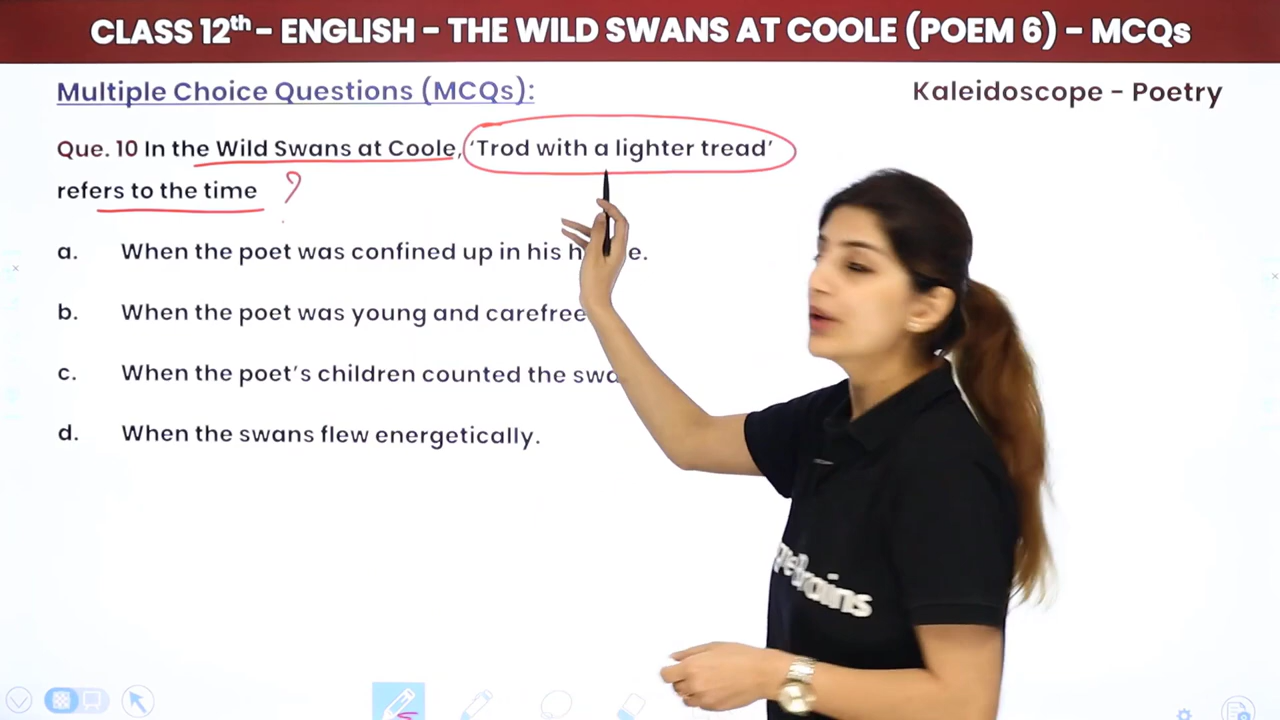 CLASS 12th – ENGLISH – THE WILD SWANS AT COOLE (POEM 6) – MCQs
Multiple Choice Questions (MCQs):
Kaleidoscope – Poetry
Que. 10 In the Wild Swans at Coole, ‘Trod with a lighter tread’
refers to the time ?
a. When the poet was confined up in his
b. When the poet was young and carefree
c. When the poet’s children counted the
d. When the swans flew energetically.